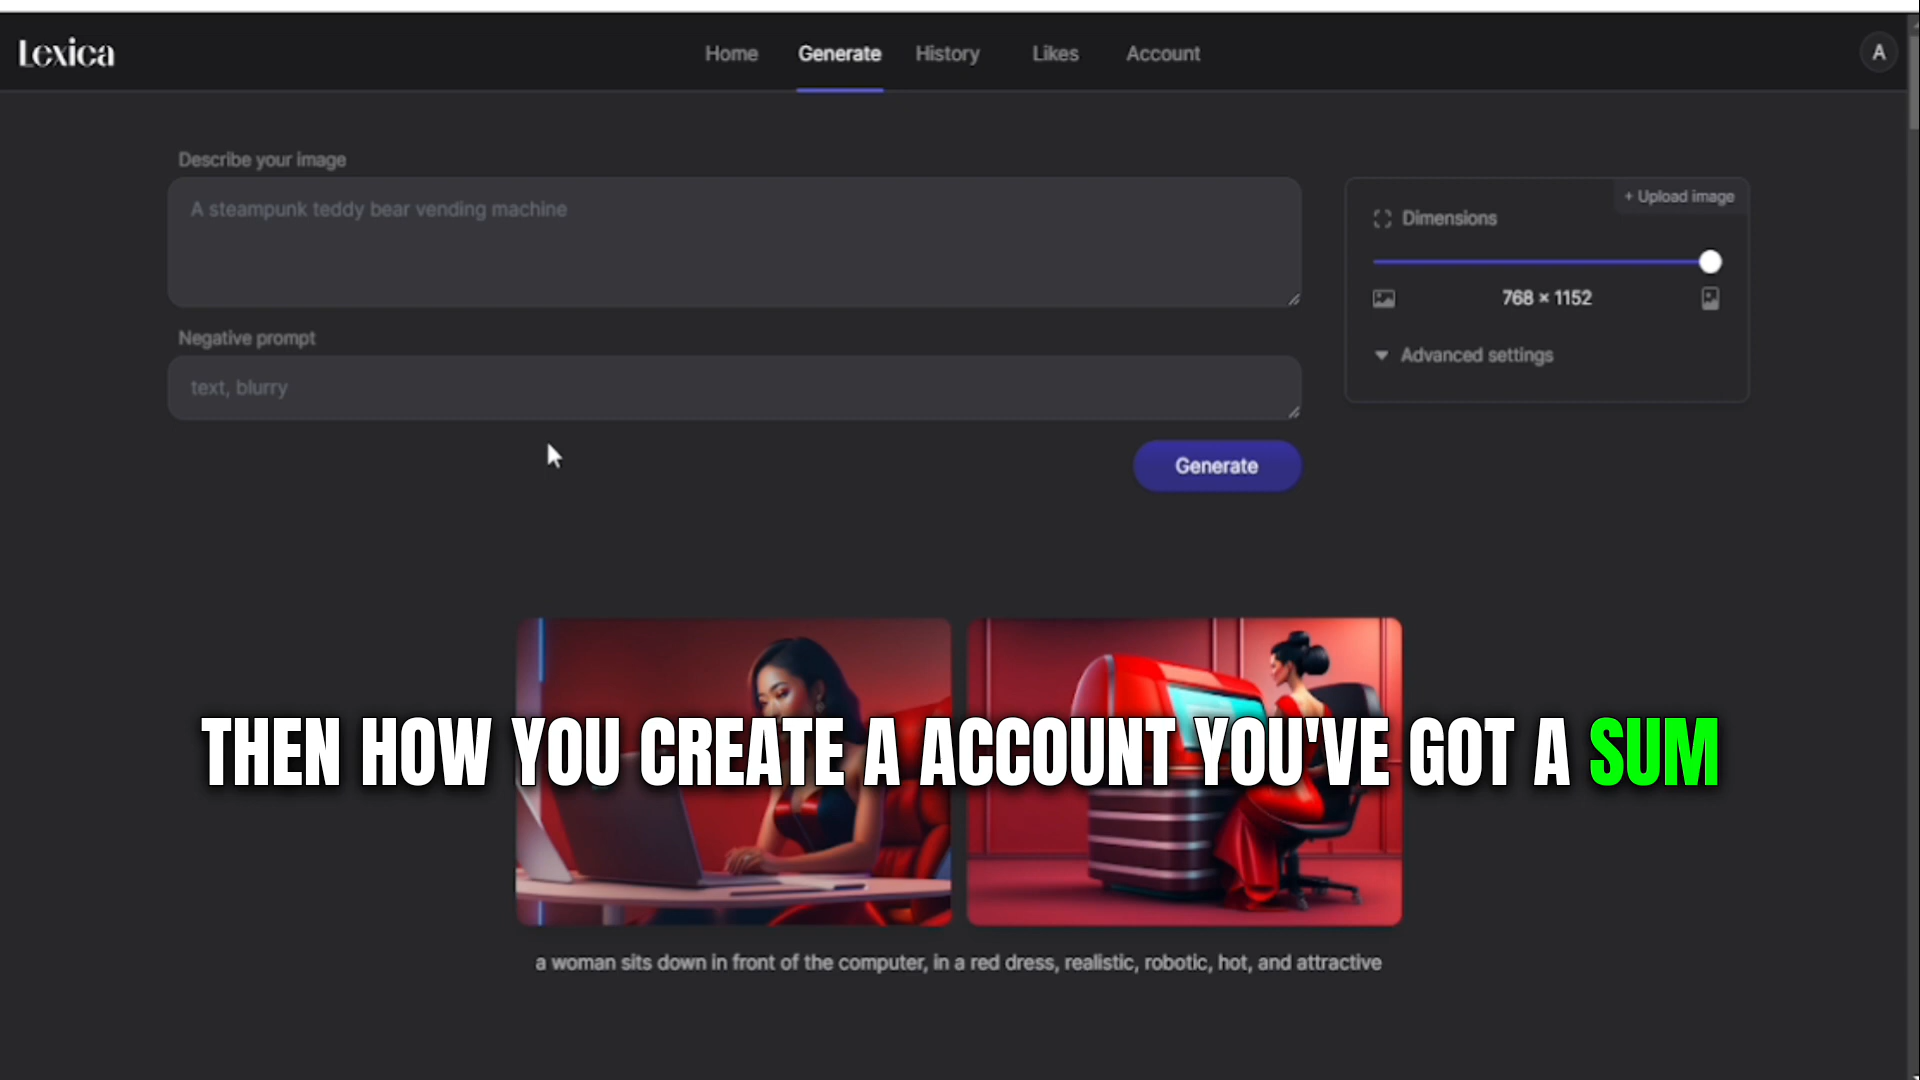 Lexica
Home Generate History Likes Account A
Describe your image
A steampunk teddy bear vending machine
+ Upload image
Dimensions
768 × 1152
Negative prompt
Advanced settings
text, blurry
Generate
THEN HOW YOU CREATE A ACCOUNT YOU'VE GOT A SUM
a woman sits down in front of the computer, in a red dress, realistic, robotic, hot, and attractive